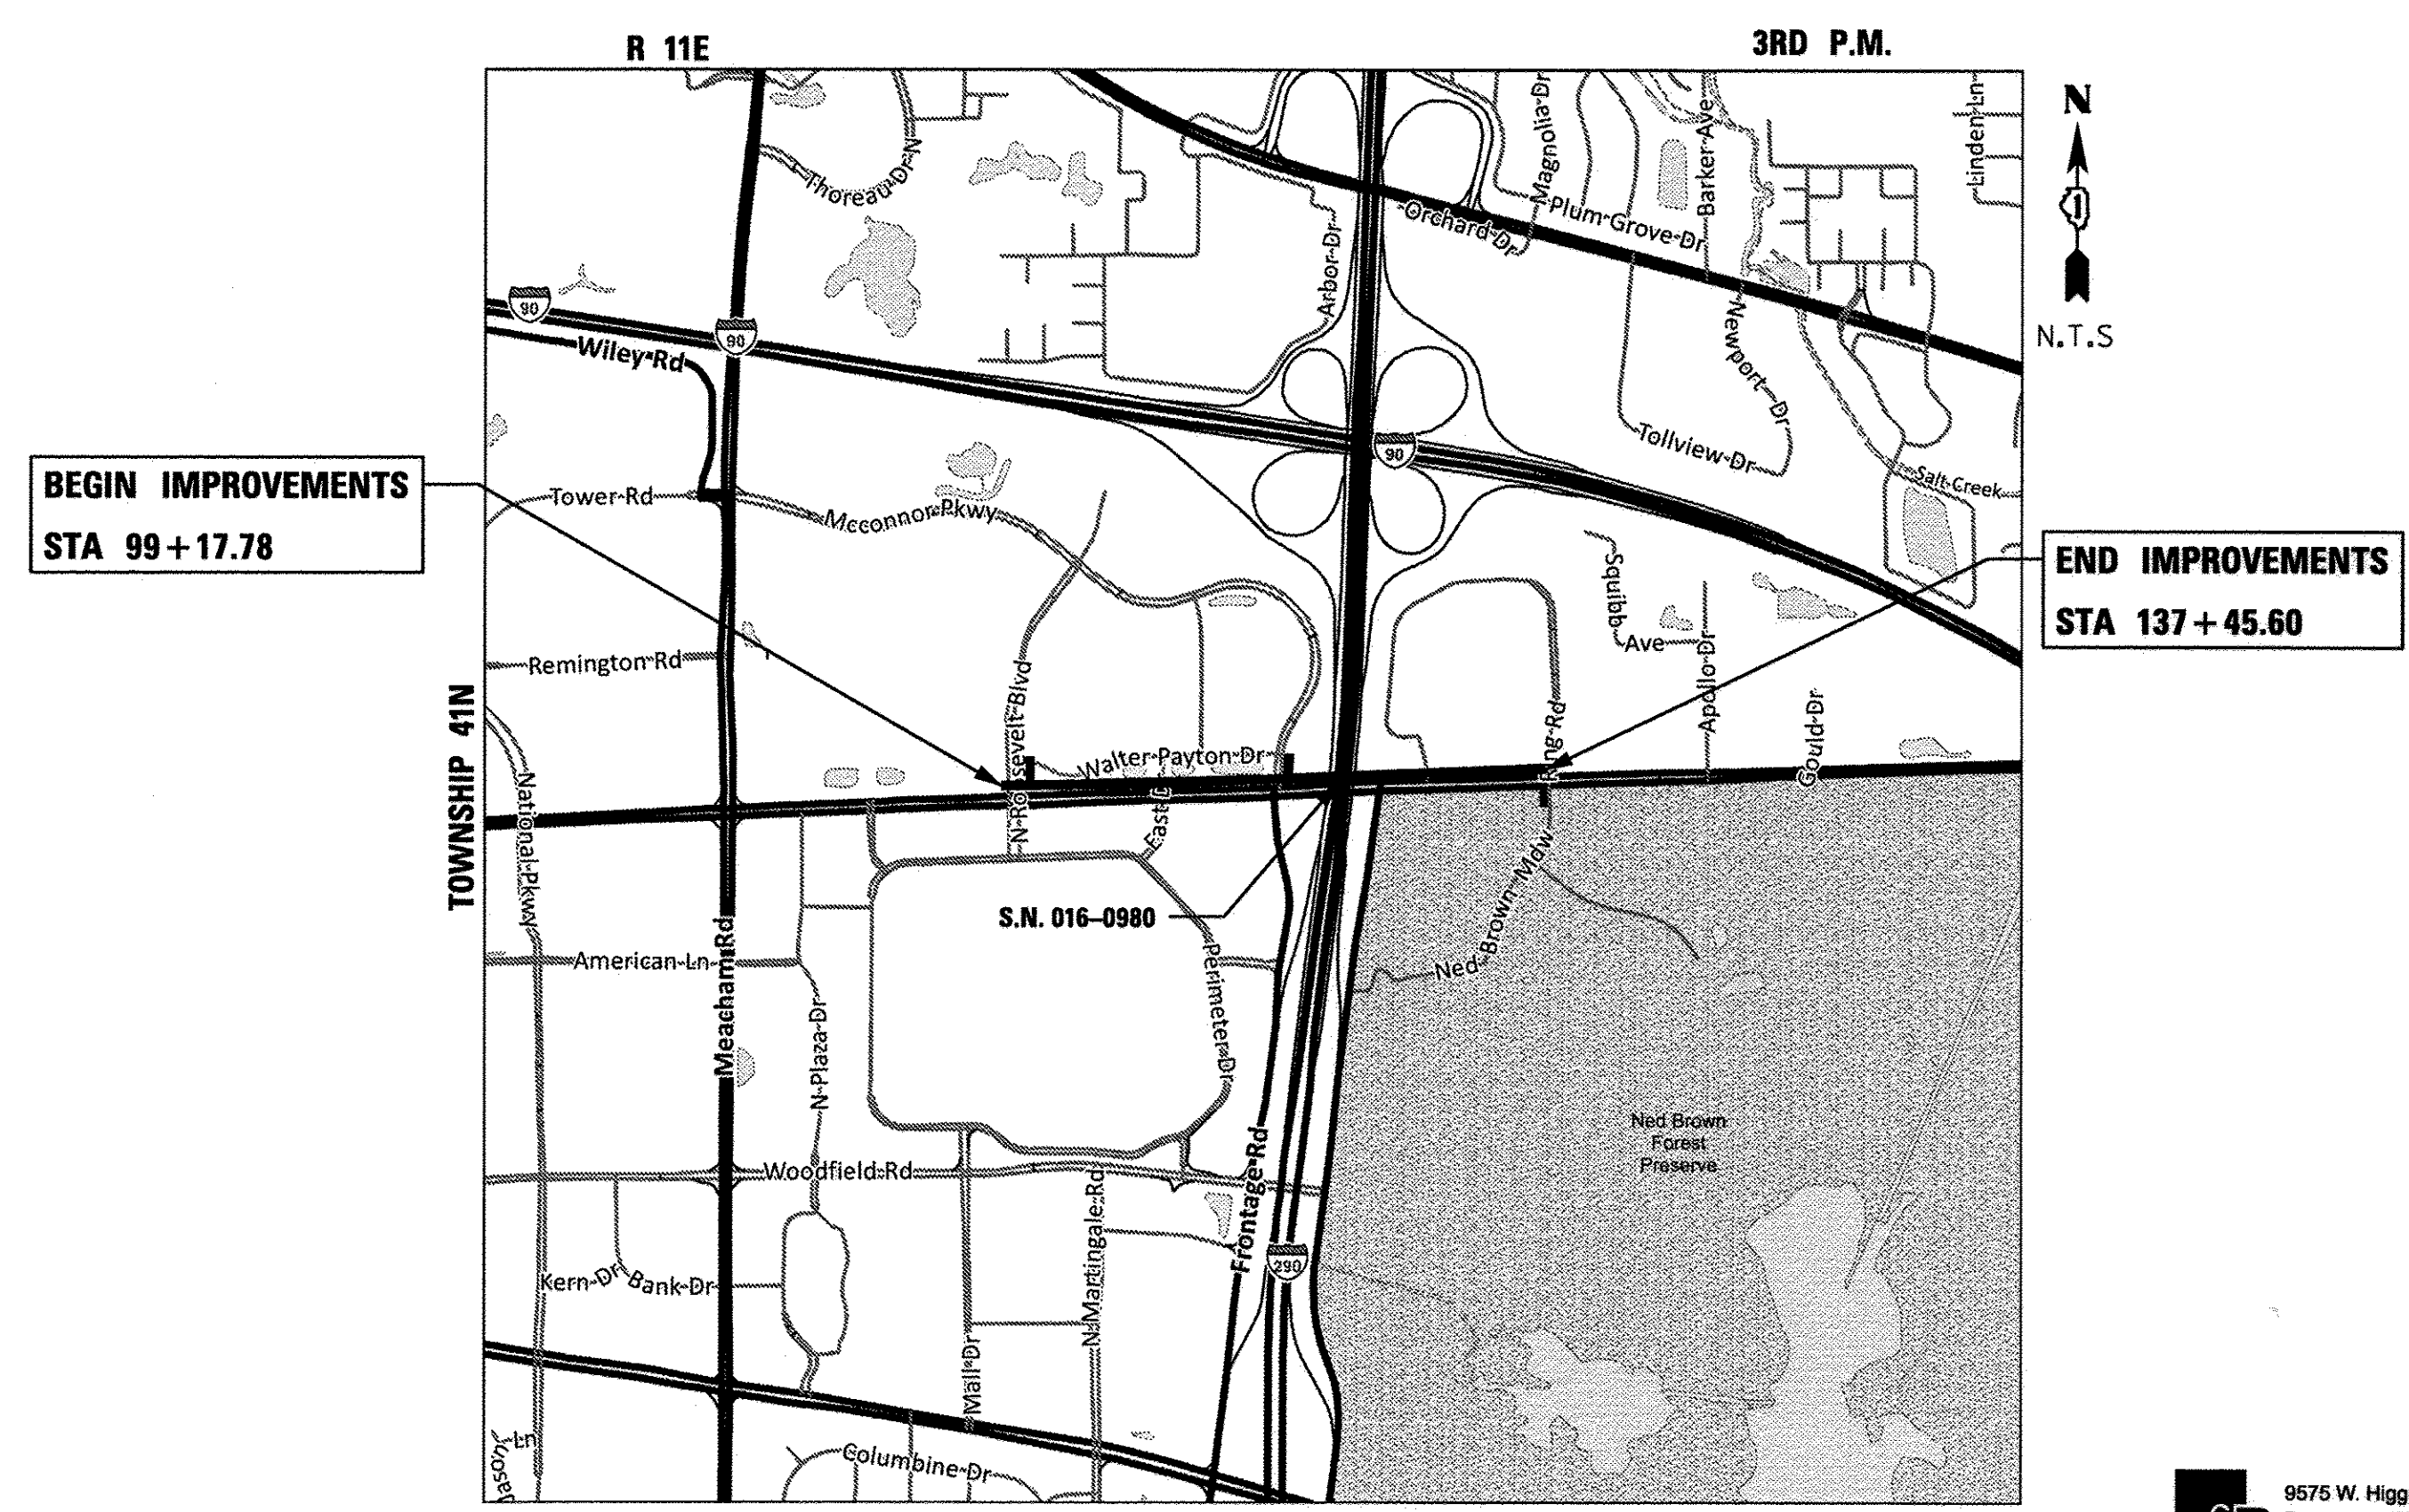 R 11E
3RD P.M.
N
N.T.S
Thoreau Dr N
Magnolia Dr
Barker Ave
Linden Ln
Plum Grove Dr
Orchard Dr
Arbor Dr
90
90
Wiley Rd
Newport Dr
90
Tollview Dr
Salt Creek
BEGIN IMPROVEMENTS
STA 99+17.78
Tower Rd
Mcconnor Pkwy
END IMPROVEMENTS
STA 137+45.60
Squibb
Ave
Apollo Dr
Remington Rd
TOWNSHIP 41N
N Roosevelt Blvd
Walter Payton Dr
Ring Rd
Gould Dr
National Pkwy
East
S.N. 016-0980
Ned Brown Mdw
American Ln
Meacham Rd
N Plaza Dr
Perimeter Dr
Ned Brown
Forest
Preserve
Woodfield Rd
Frontage Rd
N Martingale Rd
290
Kern Dr
Bank Dr
Mall Dr
Ln
Columbine Dr
9575 W. Higg